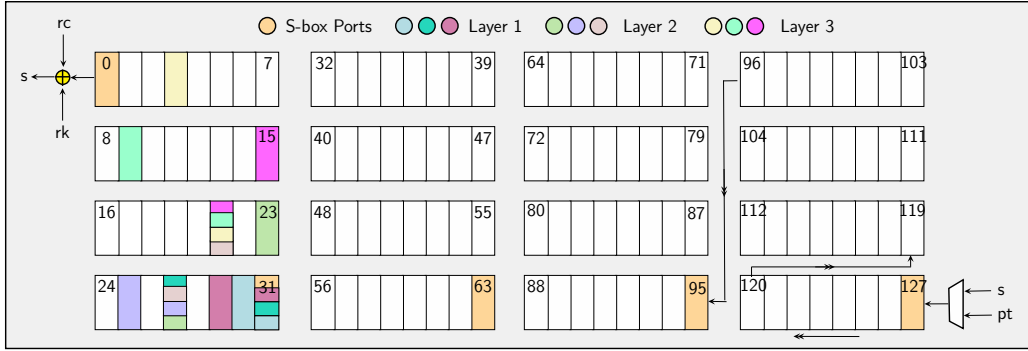 rc
S-box Ports Layer 1 Layer 2 Layer 3
0 7 32 39 64 71 96 103
s
rk
8 15 40 47 72 79 104 111
16 23 48 55 80 87 112 119
24 31 56 63 88 95 120 127
s
pt